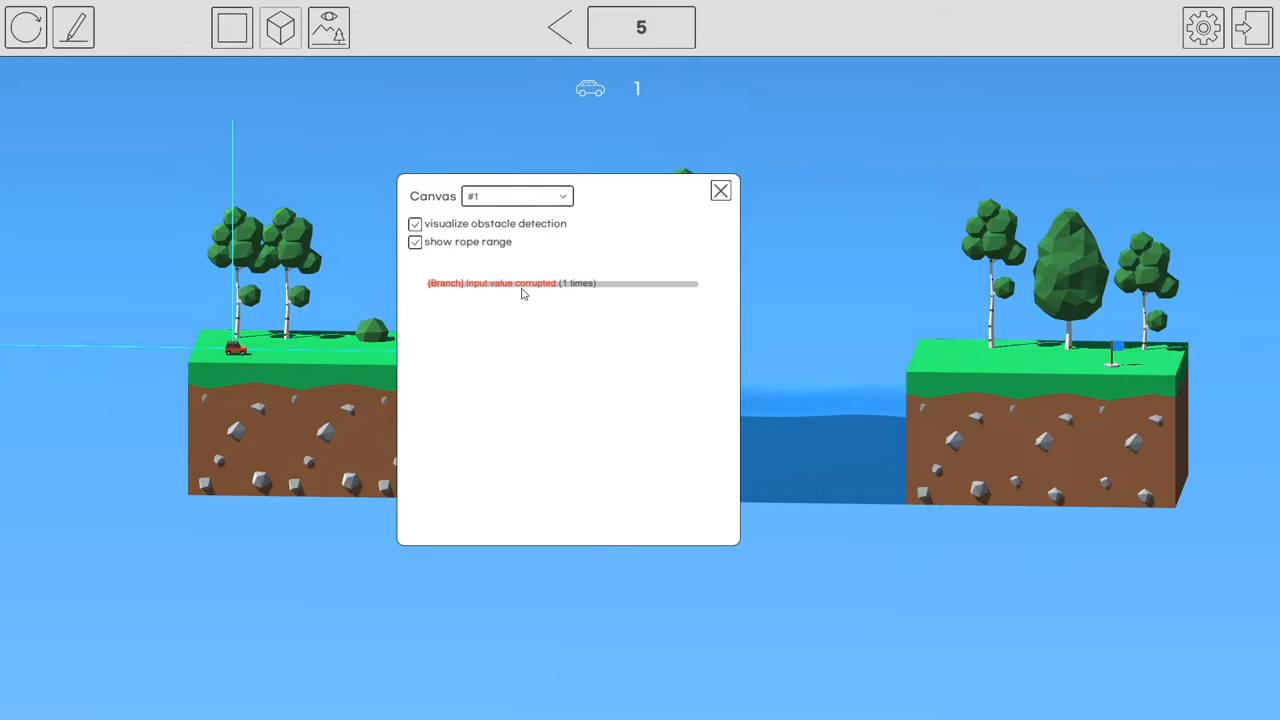 5
1
Canvas #1
visualize obstacle detection
show rope range
[Branch] Input value corrupted (1 times)